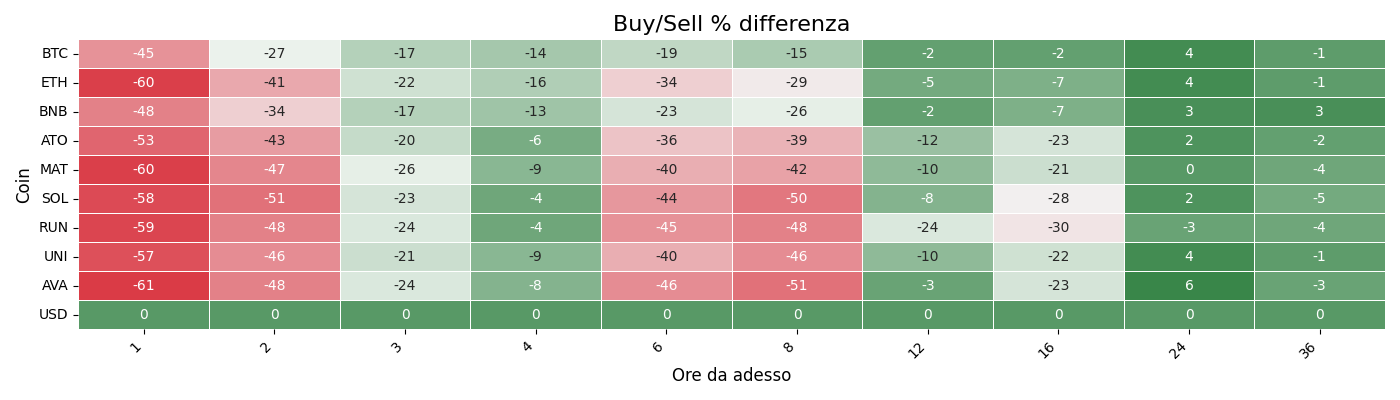 Buy/Sell % differenza
Coin
BTC -45 -27 -17 -14 -19 -15 -2 -2 4 -1
ETH -60 -41 -22 -16 -34 -29 -5 -7 4 -1
BNB -48 -34 -17 -13 -23 -26 -2 -7 3 3
ATO -53 -43 -20 -6 -36 -39 -12 -23 2 -2
MAT -60 -47 -26 -9 -40 -42 -10 -21 0 -4
SOL -58 -51 -23 -4 -44 -50 -8 -28 2 -5
RUN -59 -48 -24 -4 -45 -48 -24 -30 -3 -4
UNI -57 -46 -21 -9 -40 -46 -10 -22 4 -1
AVA -61 -48 -24 -8 -46 -51 -3 -23 6 -3
USD 0 0 0 0 0 0 0 0 0 0
1 2 3 4 6 8 12 16 24 36
Ore da adesso